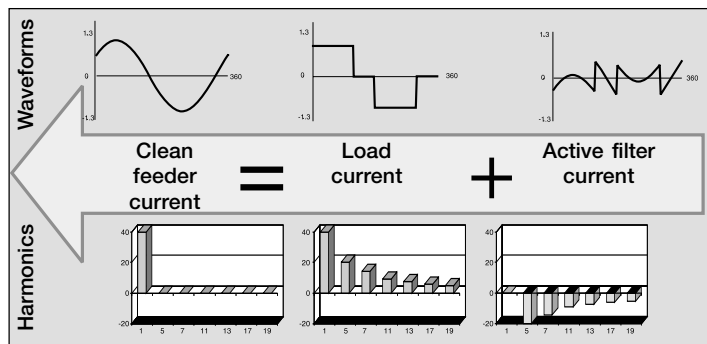 Waveforms
1.3
0
-1.3
360
1.3
0
-1.3
360
1.3
0
-1.3
360
Clean
feeder
current
=
Load
current
+
Active filter
current
Harmonics
40
20
0
-20
1 5 7 11 13 17 19
40
20
0
-20
1 5 7 11 13 17 19
40
20
0
-20
1 5 7 11 13 17 19